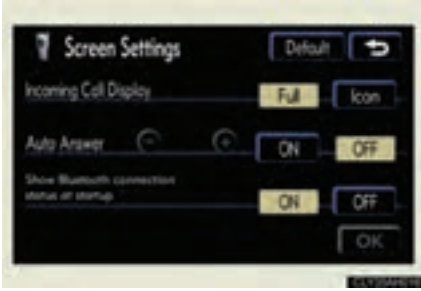 Screen Settings
Default
Incoming Call Display
Full
Icon
Auto Answer
ON
OFF
Show Bluetooth connection
status at startup
ON
OFF
OK